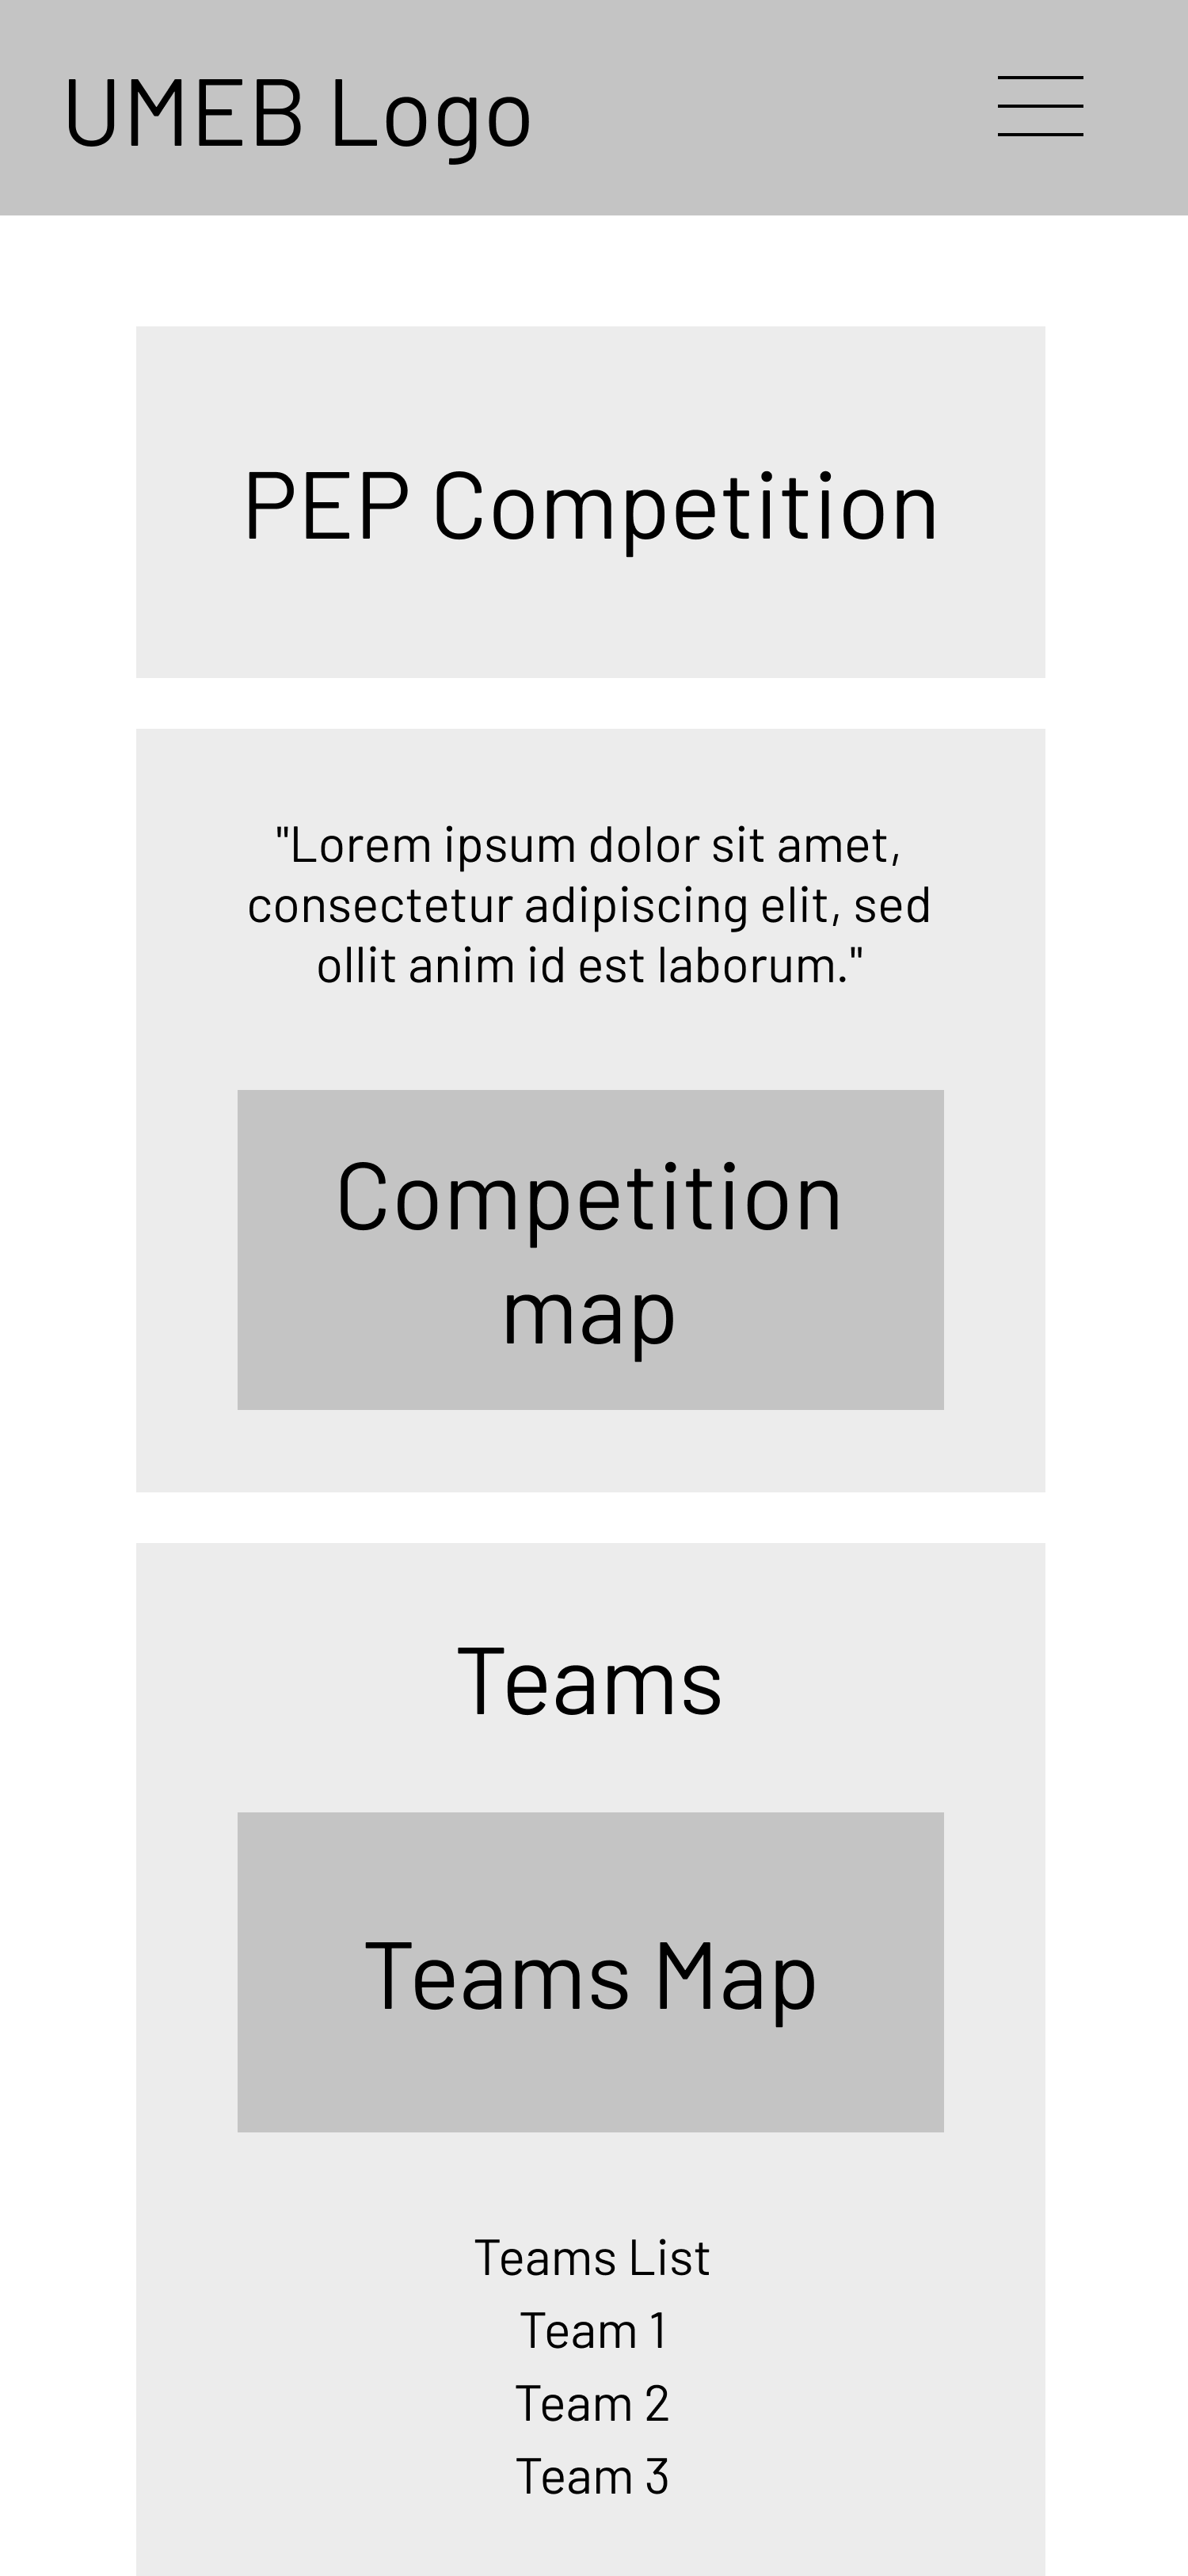 UMEB Logo
PEP Competition
"Lorem ipsum dolor sit amet,
consectetur adipiscing elit, sed
ollit anim id est laborum."
Competition
map
Teams
Teams Map
Teams List
Team 1
Team 2
Team 3